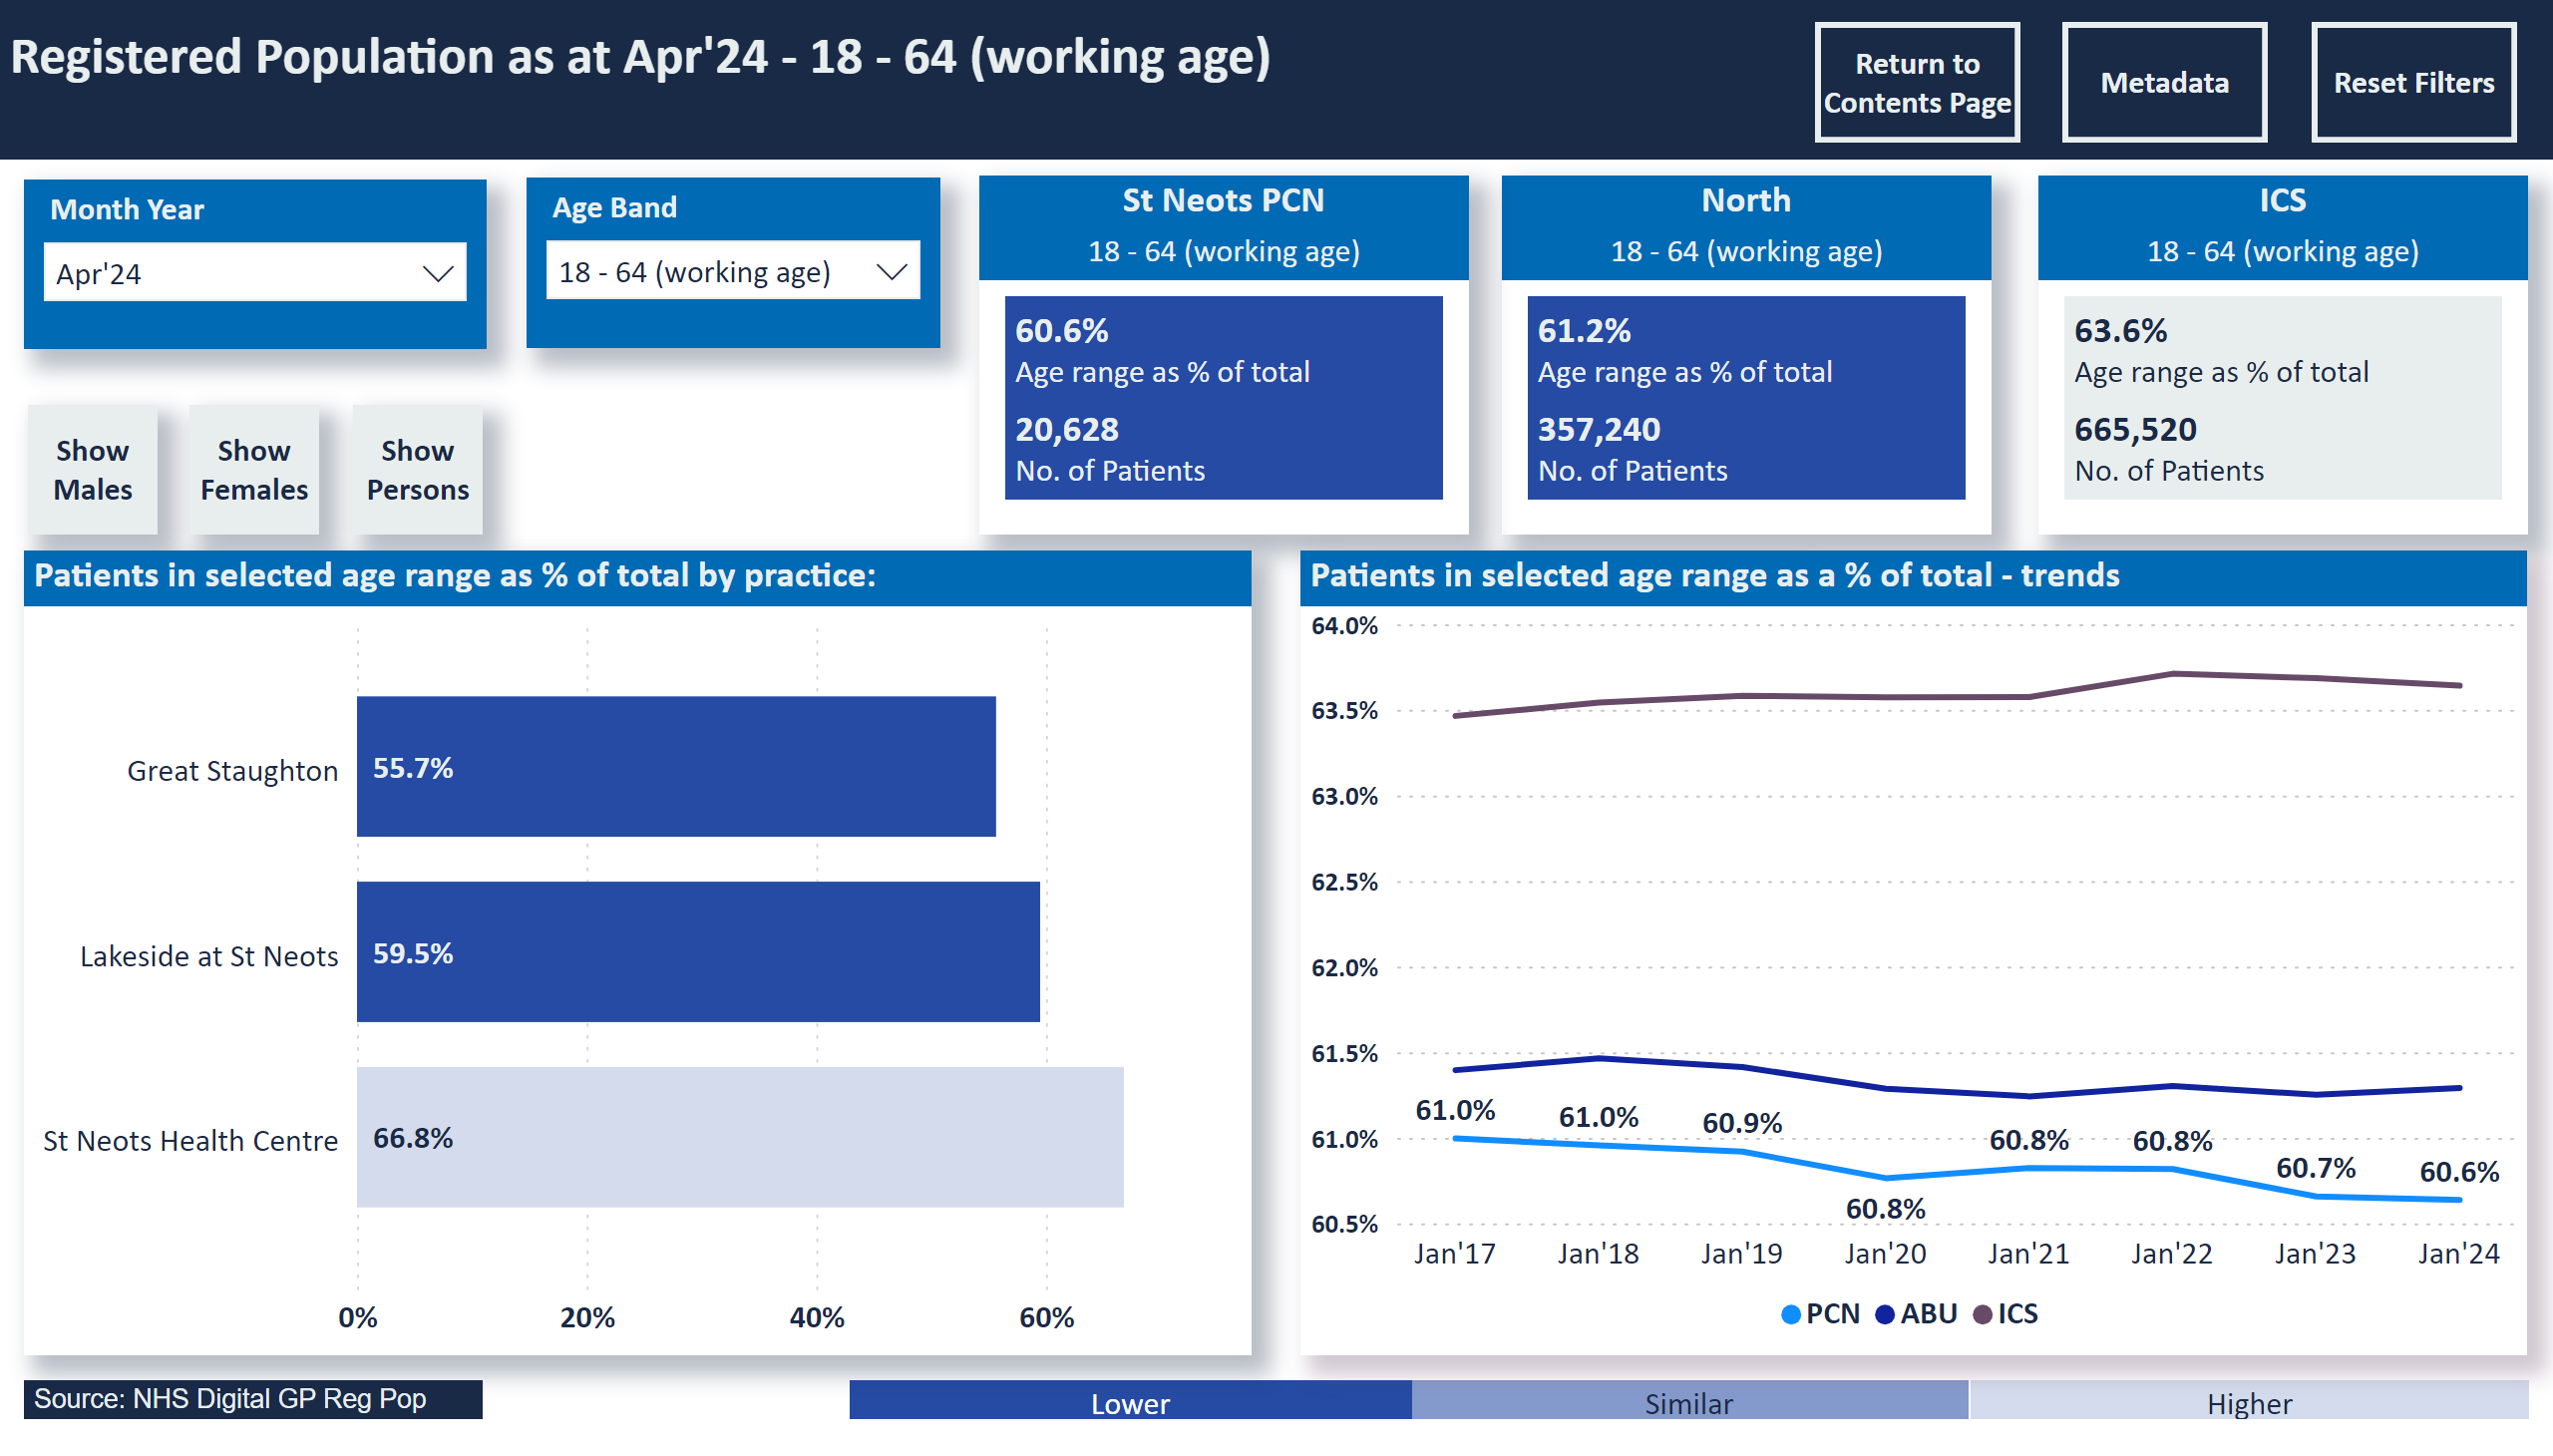 Registered Population as at Apr'24 - 18 - 64 (working age)
Return to
Contents Page
Metadata
Reset Filters
Month Year
Apr'24
Age Band
18 - 64 (working age)
St Neots PCN
18 - 64 (working age)
60.6%
Age range as % of total
20,628
No. of Patients
North
18 - 64 (working age)
61.2%
Age range as % of total
357,240
No. of Patients
ICS
18 - 64 (working age)
63.6%
Age range as % of total
665,520
No. of Patients
Show
Males
Show
Females
Show
Persons
Patients in selected age range as % of total by practice:
Great Staughton
55.7%
Lakeside at St Neots
59.5%
St Neots Health Centre
66.8%
0% 20% 40% 60%
Patients in selected age range as a % of total - trends
64.0%
63.5%
63.0%
62.5%
62.0%
61.5%
61.0%
60.5%
61.0% 61.0% 60.9% 60.8% 60.8% 60.8% 60.7% 60.6%
Jan'17 Jan'18 Jan'19 Jan'20 Jan'21 Jan'22 Jan'23 Jan'24
PCN ABU ICS
Source: NHS Digital GP Reg Pop
Lower Similar Higher